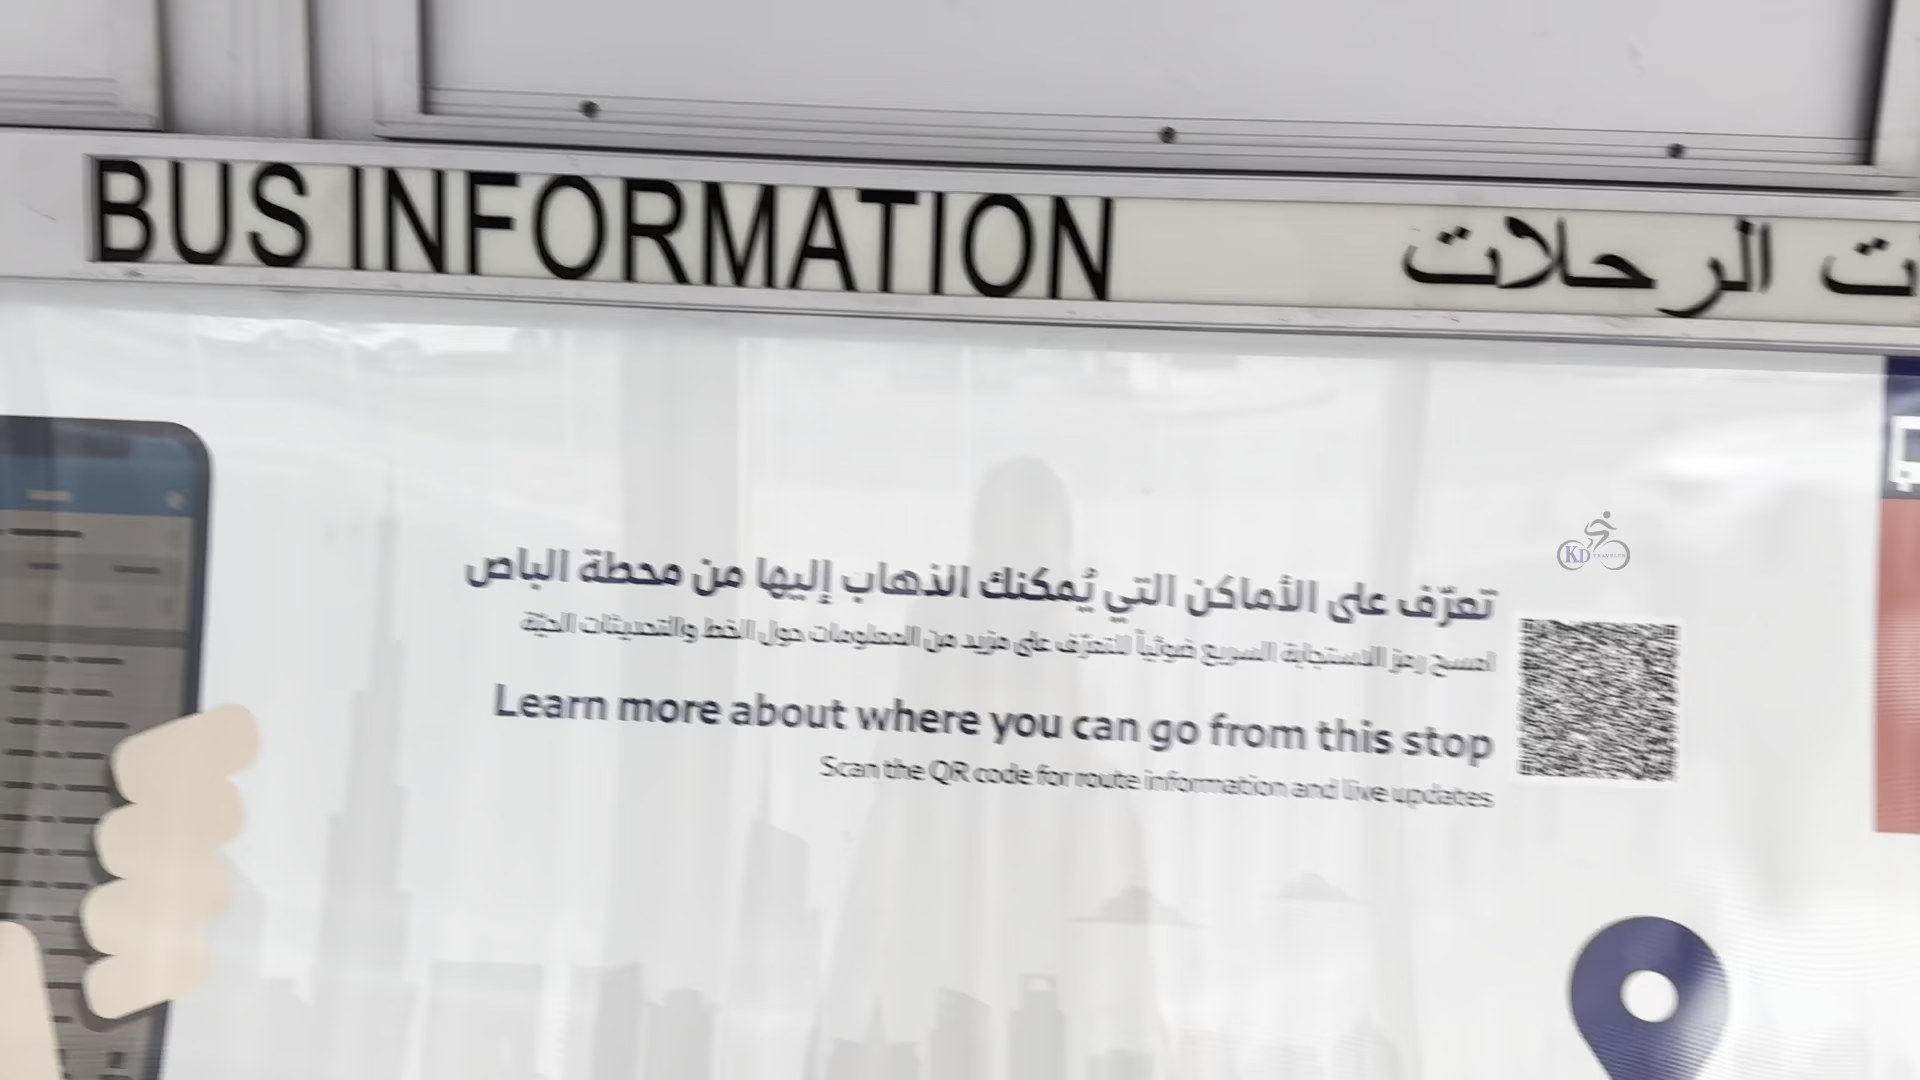 BUS INFORMATION
ت الرحلات
تعرّف على الأماكن التي يُمكنك الذهاب إليها من محطة الباص
امسح رمز الاستجابة السريع ضوئياً للتعرّف على مزيد من المعلومات حول الخط والتحديثات الحيّة
Learn more about where you can go from this stop
Scan the QR code for route information and live updates
KD TRAVELER